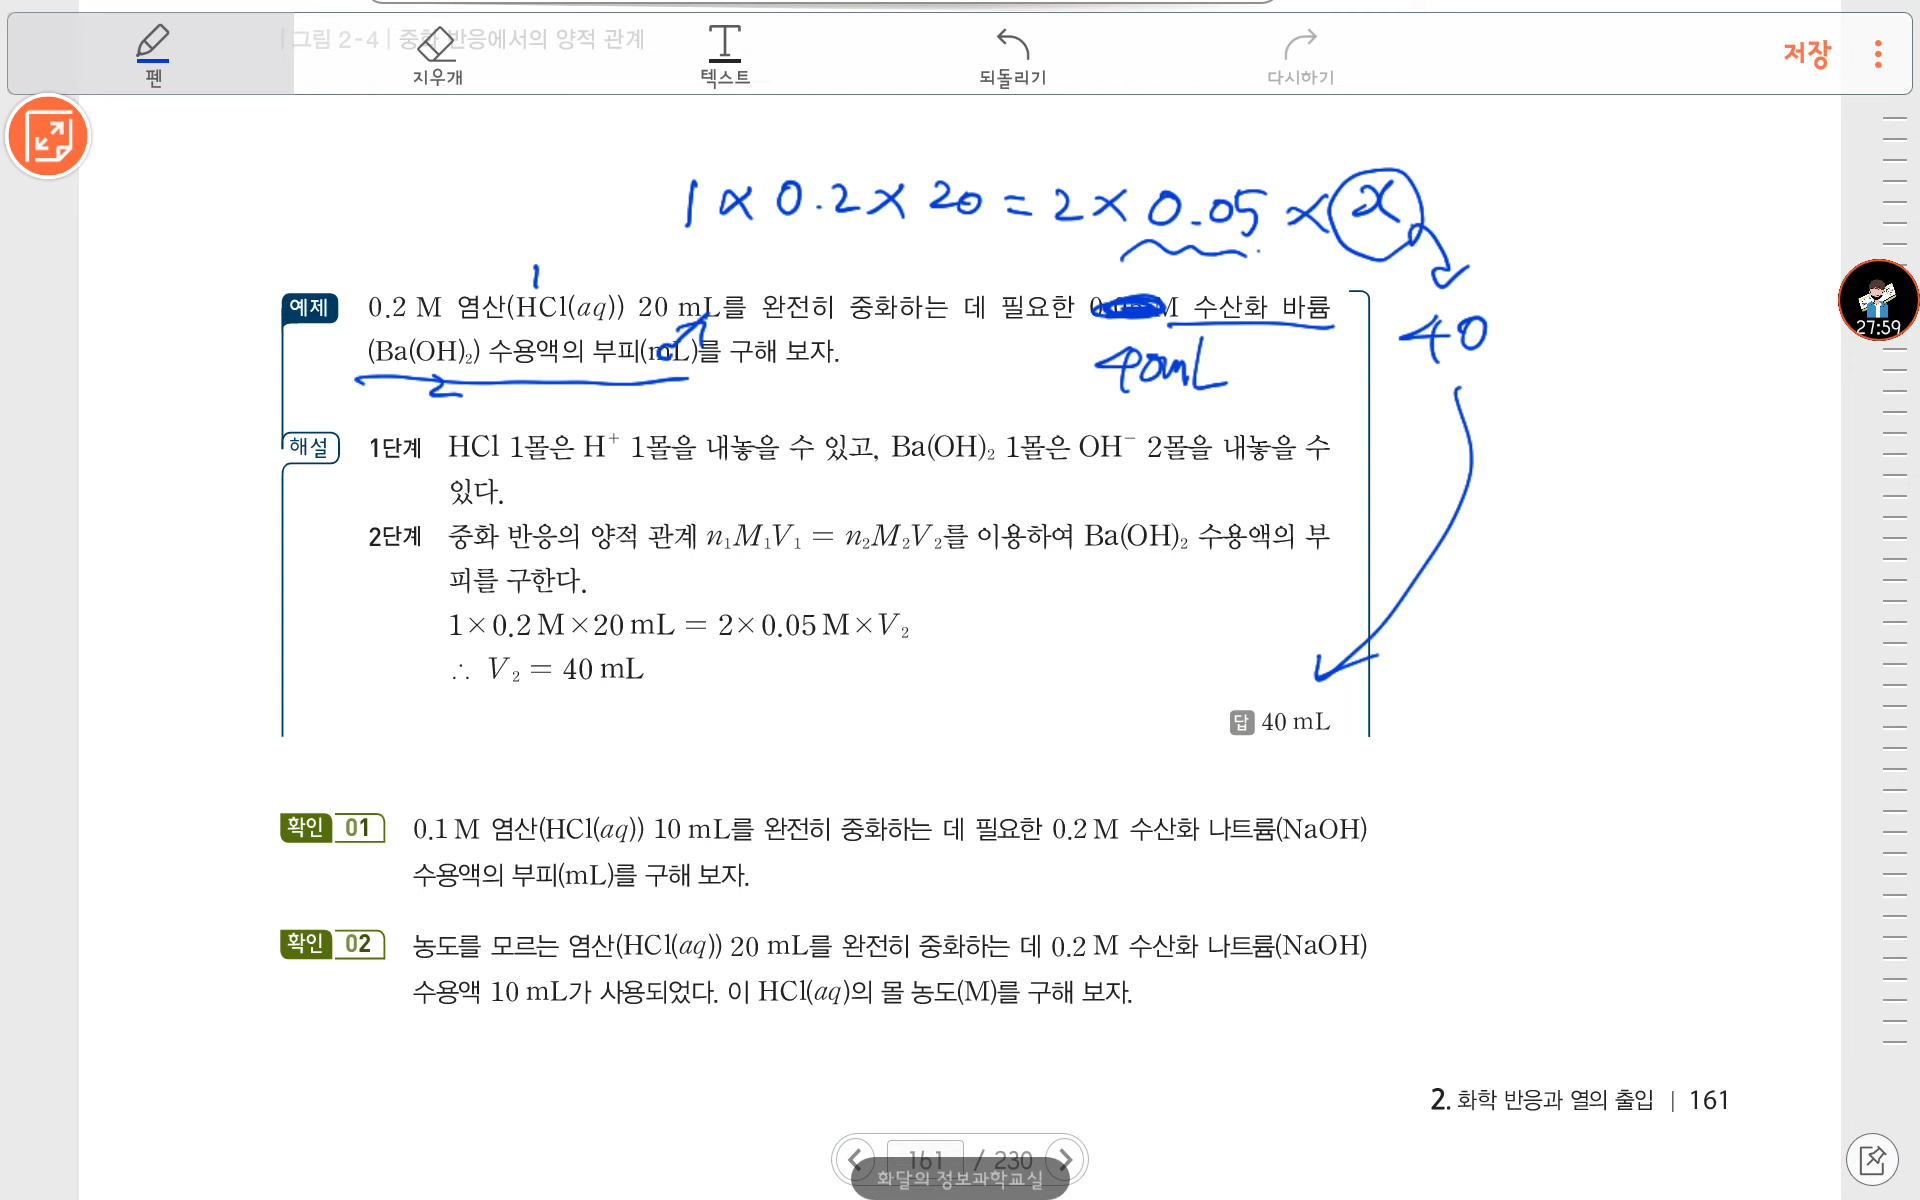 | 그림 2-4 | 중화 반응에서의 양적 관계
펜
지우개
텍스트
되돌리기
다시하기
저장
1 × 0.2 × 20 = 2 × 0.05 × x
1
예제 0.2 M 염산(HCl(aq)) 20 mL를 완전히 중화하는 데 필요한 M 수산화 바륨
(Ba(OH)₂) 수용액의 부피(mL)를 구해 보자.
2
40mL
40
27:59
해설 1단계 HCl 1몰은 H⁺ 1몰을 내놓을 수 있고, Ba(OH)₂ 1몰은 OH⁻ 2몰을 내놓을 수
있다.
2단계 중화 반응의 양적 관계 n₁M₁V₁ = n₂M₂V₂를 이용하여 Ba(OH)₂ 수용액의 부
피를 구한다.
1×0.2 M×20 mL = 2×0.05 M×V₂
∴ V₂ = 40 mL
답 40 mL
확인 01 0.1 M 염산(HCl(aq)) 10 mL를 완전히 중화하는 데 필요한 0.2 M 수산화 나트륨(NaOH)
수용액의 부피(mL)를 구해 보자.
확인 02 농도를 모르는 염산(HCl(aq)) 20 mL를 완전히 중화하는 데 0.2 M 수산화 나트륨(NaOH)
수용액 10 mL가 사용되었다. 이 HCl(aq)의 몰 농도(M)를 구해 보자.
2. 화학 반응과 열의 출입 | 161
161 / 230
화달의 정보과학교실